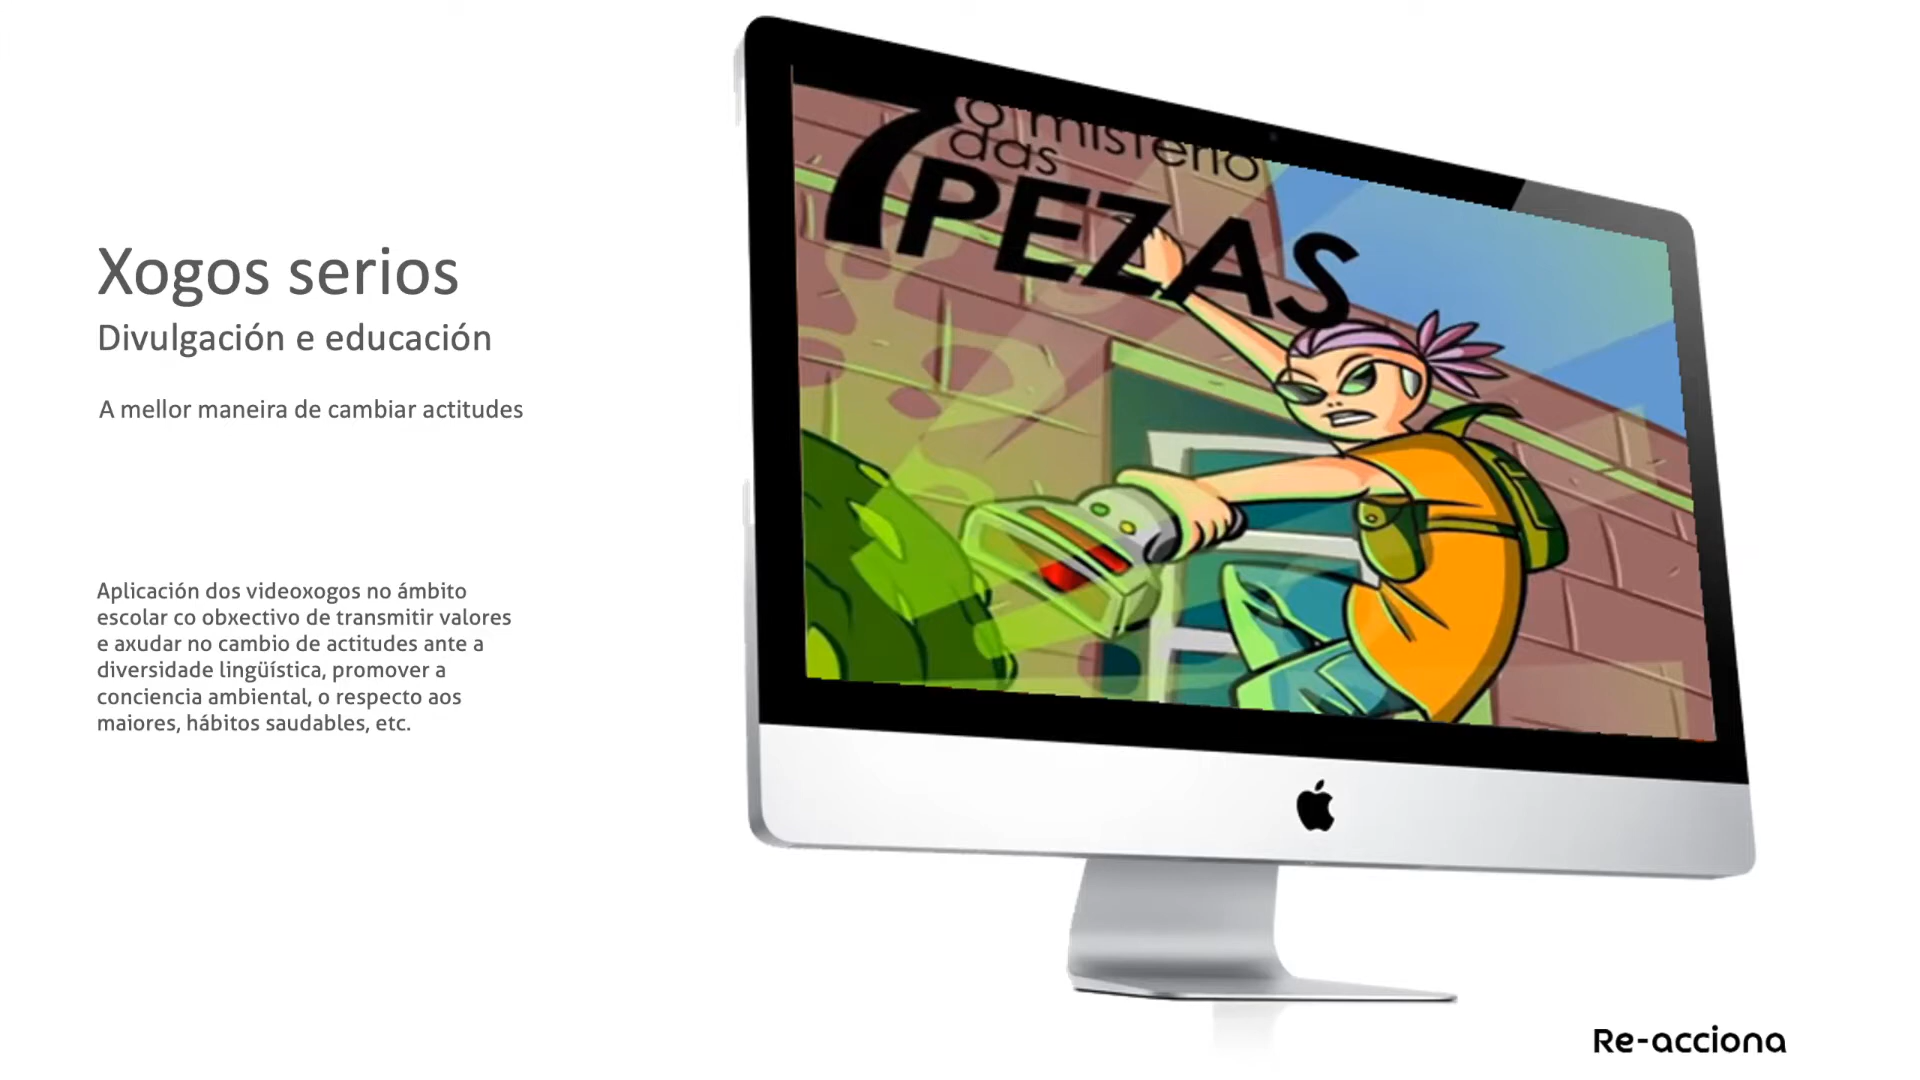 Xogos serios
Divulgación e educación
A mellor maneira de cambiar actitudes
Aplicación dos videoxogos no ámbito
escolar co obxectivo de transmitir valores
e axudar no cambio de actitudes ante a
diversidade lingüística, promover a
conciencia ambiental, o respecto aos
maiores, hábitos saudables, etc.
o misterio
das
7 PEZAS
Re-acciona